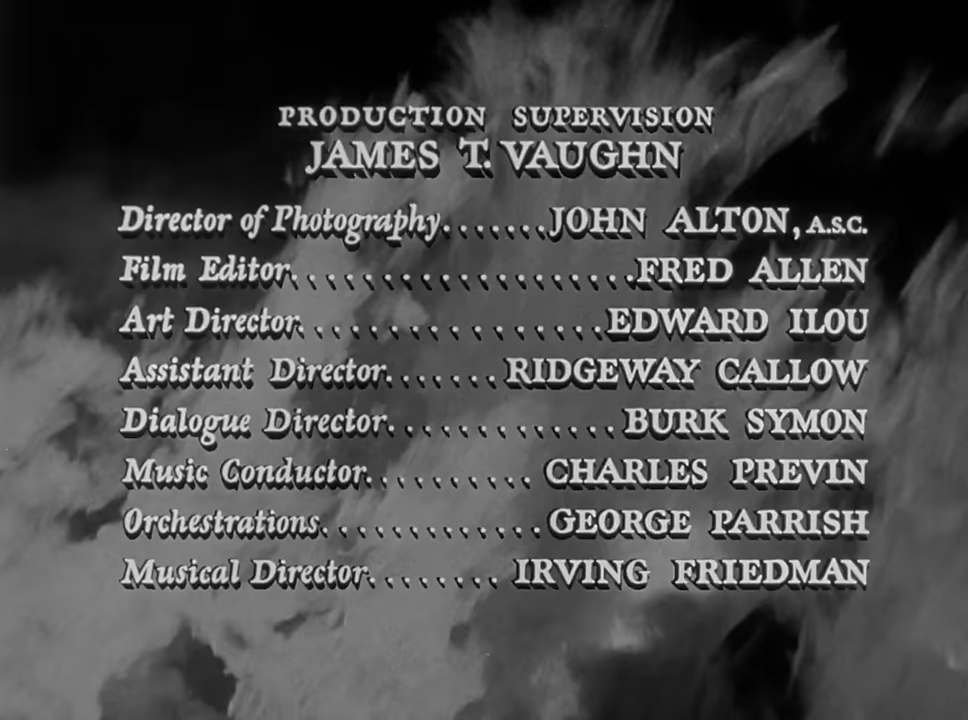 PRODUCTION SUPERVISION
JAMES T. VAUGHN
Director of Photography.......JOHN ALTON, A.S.C.
Film Editor....................FRED ALLEN
Art Director................EDWARD ILOU
Assistant Director.......RIDGEWAY CALLOW
Dialogue Director.............BURK SYMON
Music Conductor..........CHARLES PREVIN
Orchestrations.............GEORGE PARRISH
Musical Director........IRVING FRIEDMAN